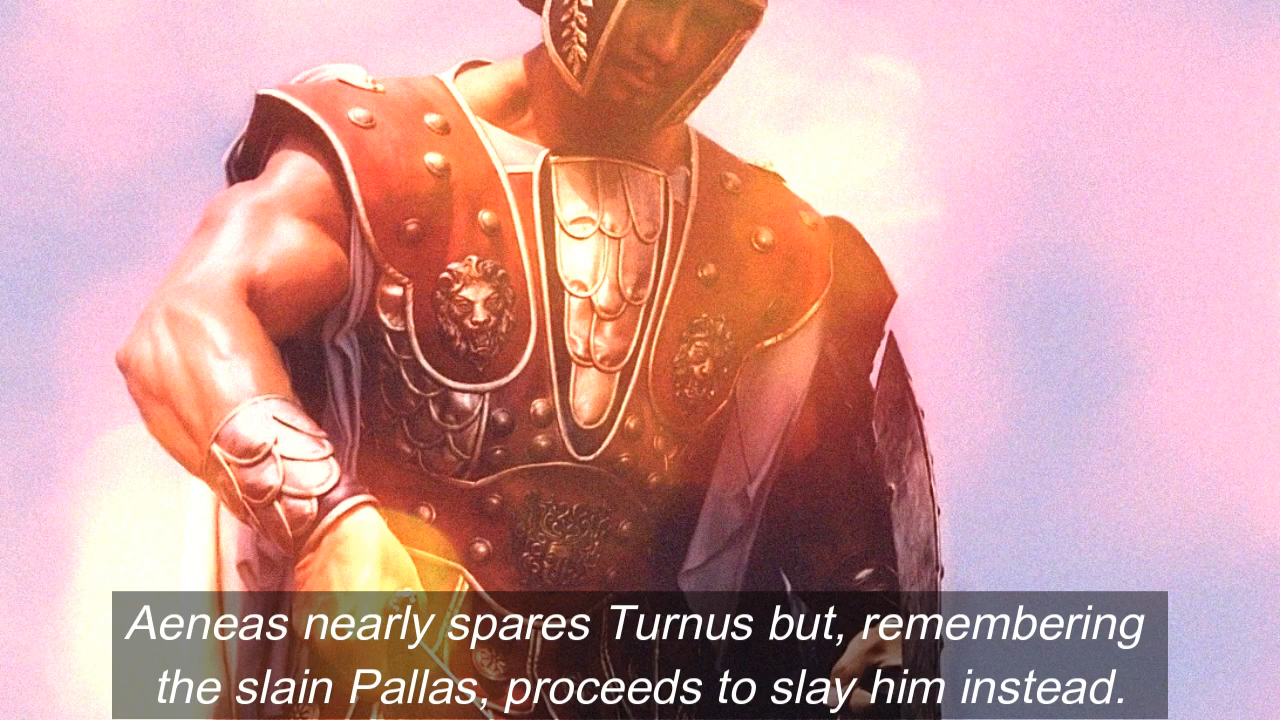 Aeneas nearly spares Turnus but, remembering
the slain Pallas, proceeds to slay him instead.